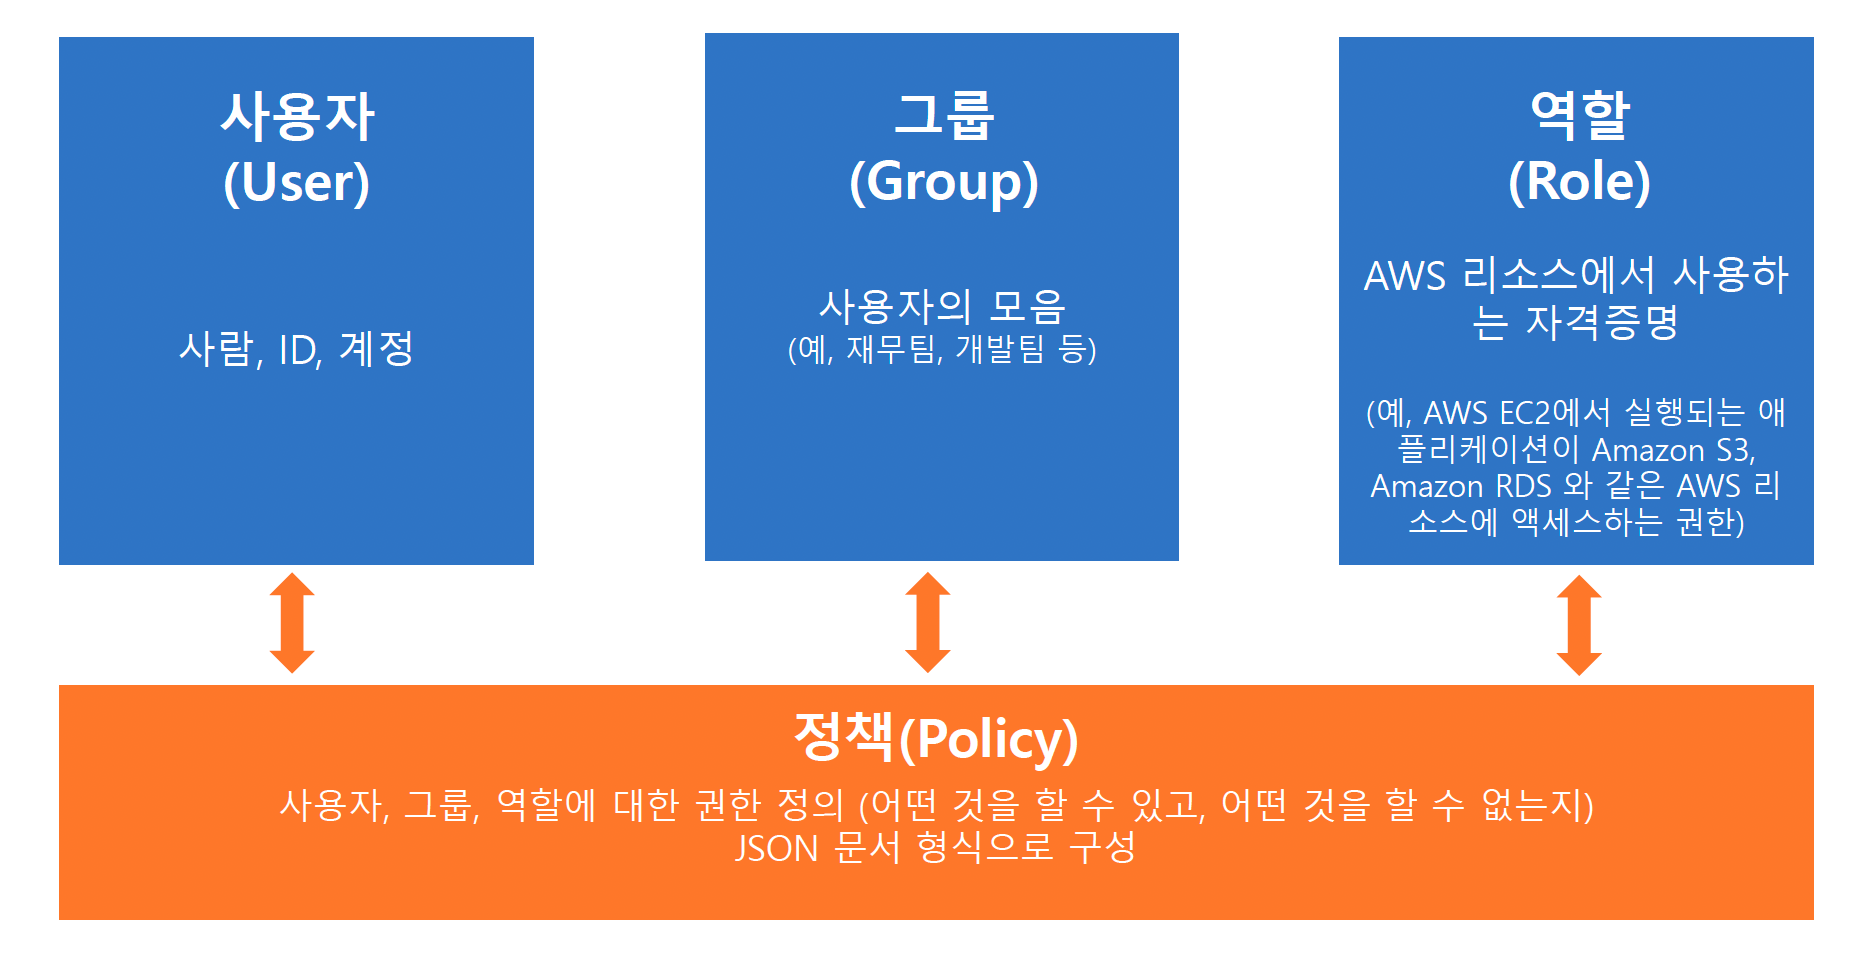 사용자
(User)
사람, ID, 계정
그룹
(Group)
사용자의 모음
(예, 재무팀, 개발팀 등)
역할
(Role)
AWS 리소스에서 사용하
는 자격증명
(예, AWS EC2에서 실행되는 애
플리케이션이 Amazon S3,
Amazon RDS 와 같은 AWS 리
소스에 액세스하는 권한)
정책(Policy)
사용자, 그룹, 역할에 대한 권한 정의 (어떤 것을 할 수 있고, 어떤 것을 할 수 없는지)
JSON 문서 형식으로 구성